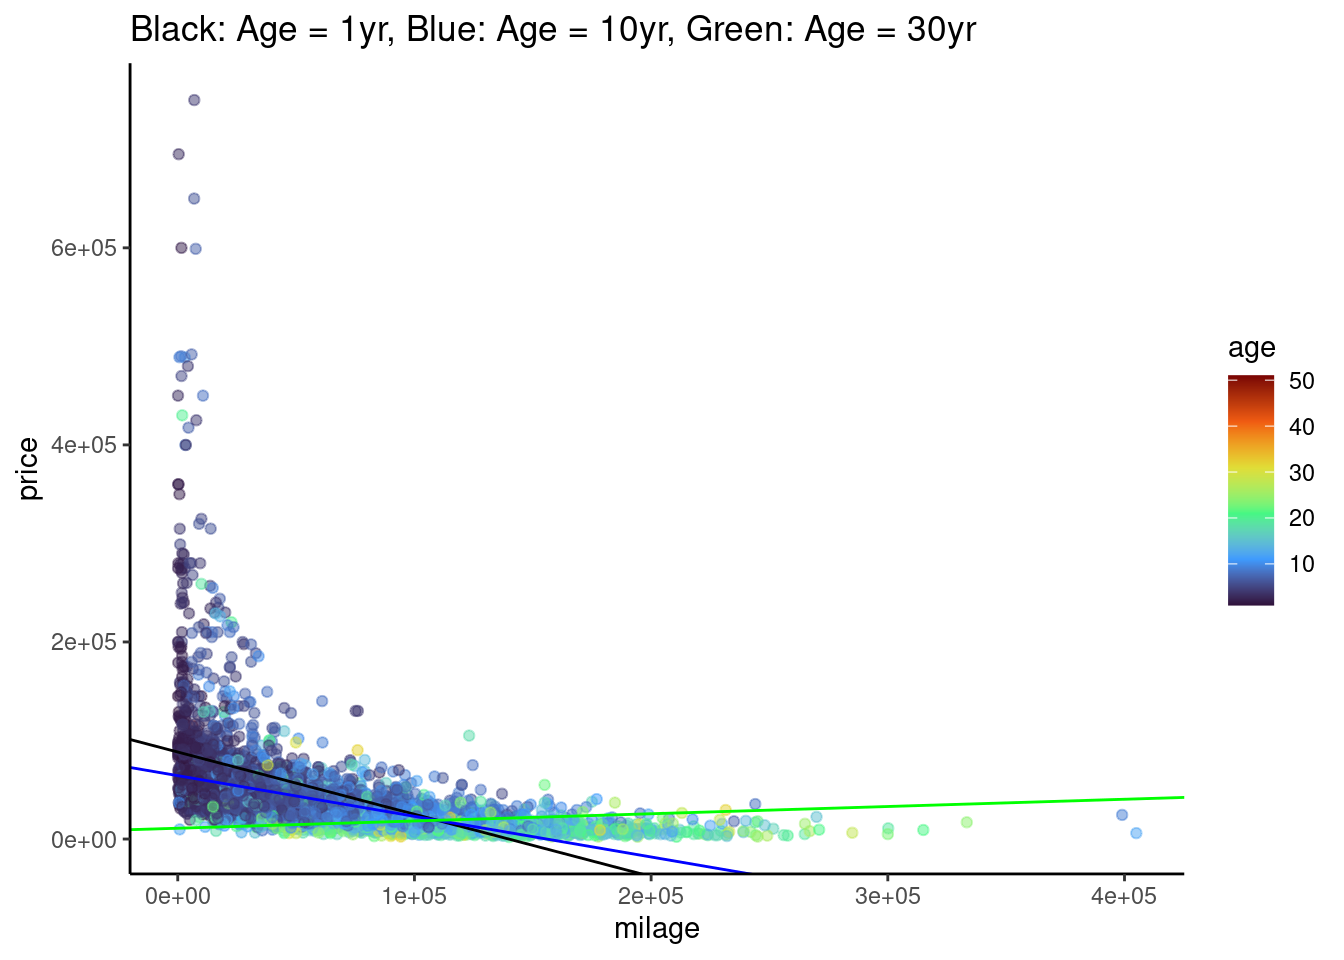 Black: Age = 1yr, Blue: Age = 10yr, Green: Age = 30yr
6e+05
4e+05
2e+05
0e+00
price
0e+00 1e+05 2e+05 3e+05 4e+05
milage
age
50
40
30
20
10